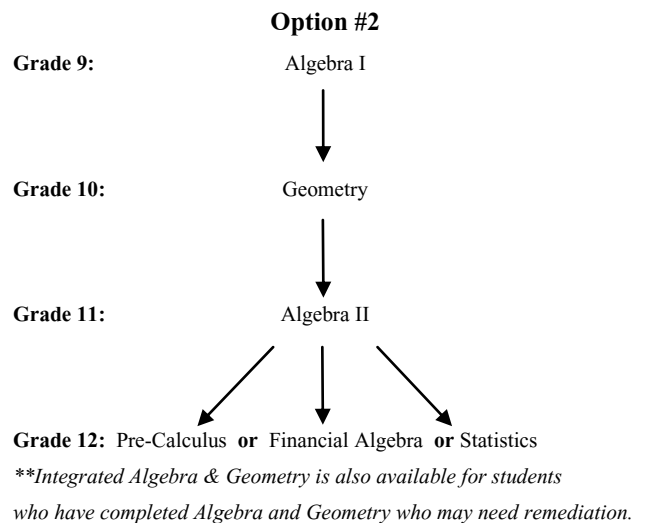 Option #2
Grade 9: Algebra I
Grade 10: Geometry
Grade 11: Algebra II
Grade 12: Pre-Calculus or Financial Algebra or Statistics
**Integrated Algebra & Geometry is also available for students
who have completed Algebra and Geometry who may need remediation.